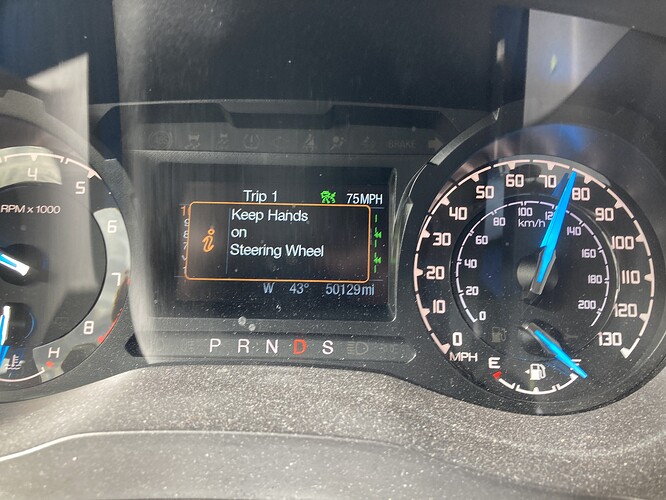 Trip 1 75MPH
Keep Hands
on
Steering Wheel
W 43° 50129mi
P R N D S
4
5
6
7
8
RPM x 1000
H
0
10
20
30
40
50
60
70
80
90
100
110
120
130
MPH
0
20
40
60
80
100
120
140
160
180
200
km/h
E
F
BRAKE